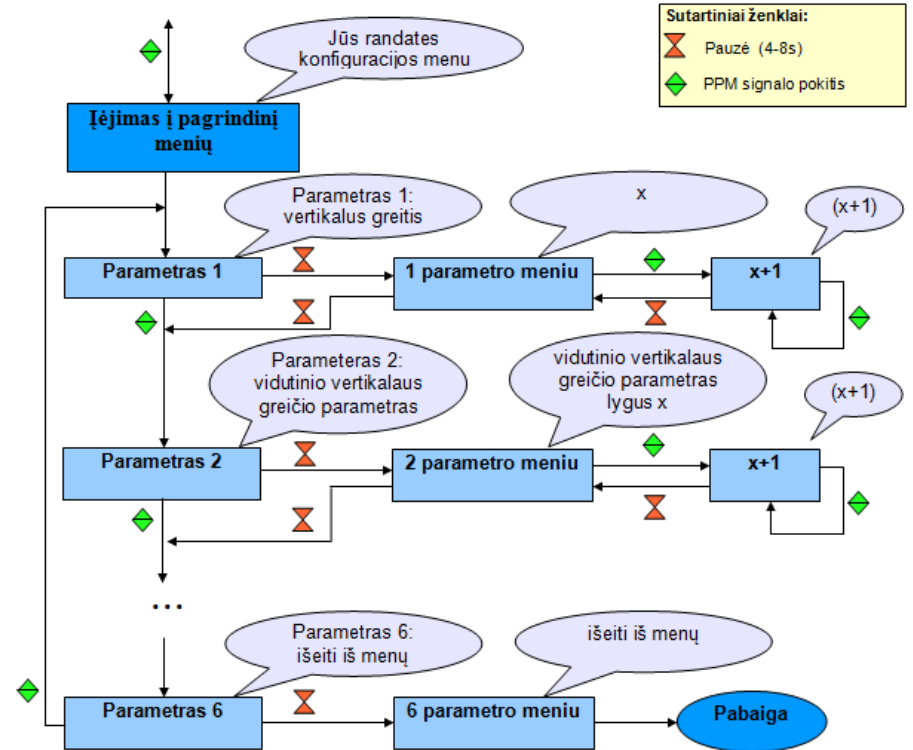 Sutartiniai ženklai:
Pauzė (4-8s)
PPM signalo pokitis
Jūs randates
konfiguracijos menu
Įėjimas į pagrindinį
menių
Parametras 1:
vertikalus greitis
x
(x+1)
Parametras 1
1 parametro meniu
x+1
Parameteras 2:
vidutinio vertikalaus
greičio parametras
vidutinio vertikalaus
greičio parametras
lygus x
(x+1)
Parametras 2
2 parametro meniu
x+1
...
Parametras 6:
išeiti iš menų
išeiti iš menų
Parametras 6
6 parametro meniu
Pabaiga